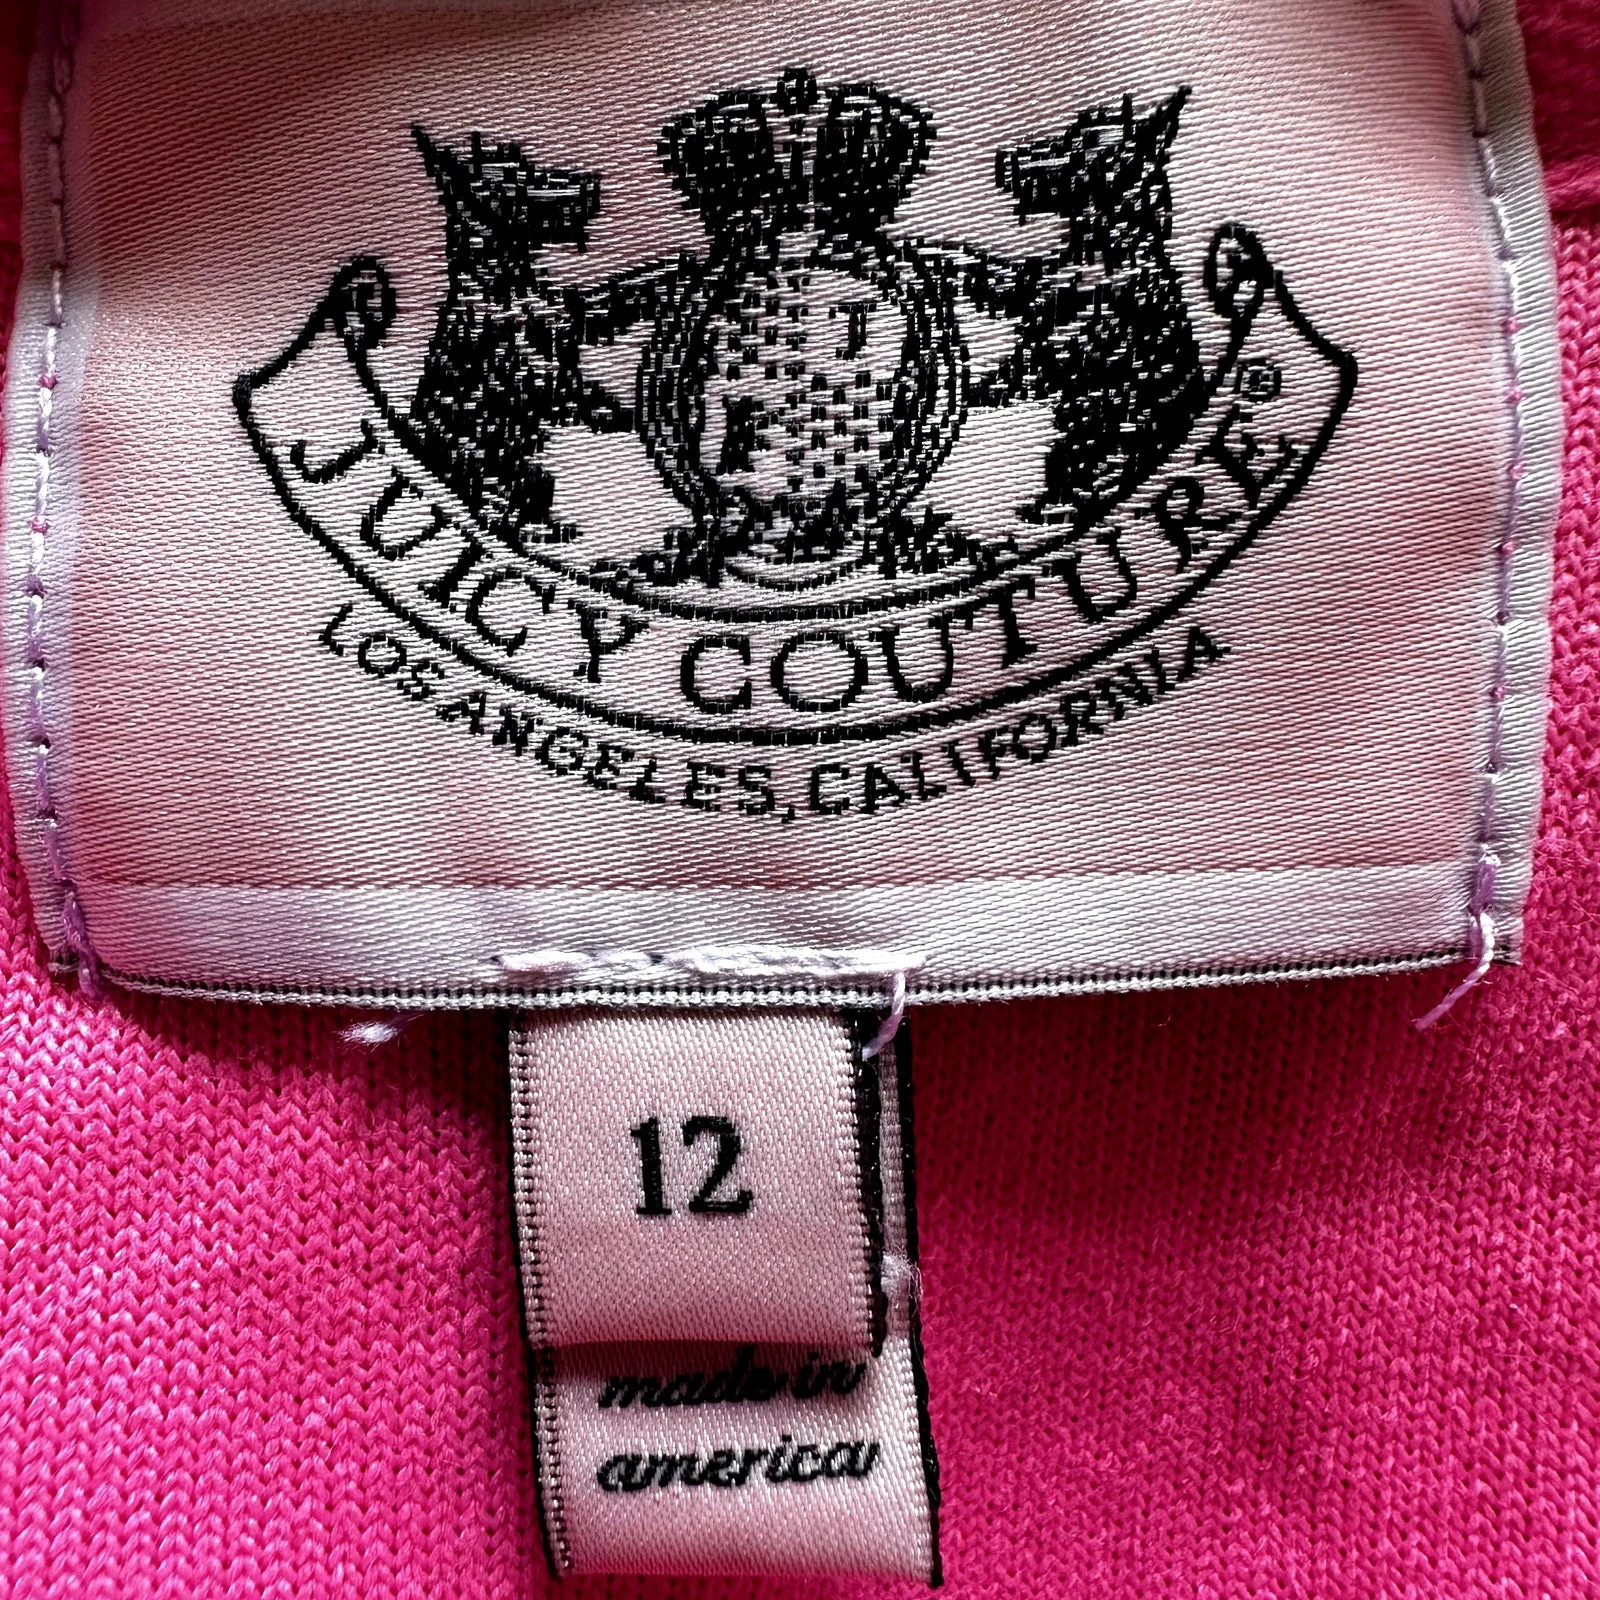 J
JUICY COUTURE®
LOS ANGELES, CALIFORNIA
12
made in
america